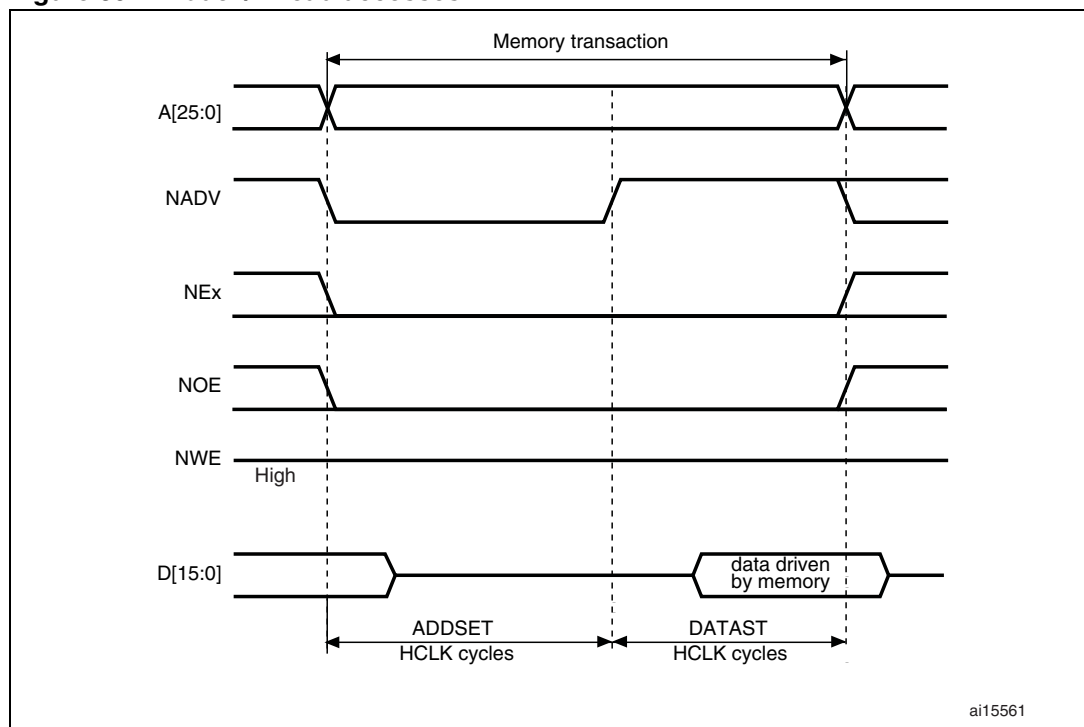 Memory transaction
A[25:0]
NADV
NEx
NOE
NWE
High
D[15:0]
data driven
by memory
ADDSET
HCLK cycles
DATAST
HCLK cycles
ai15561